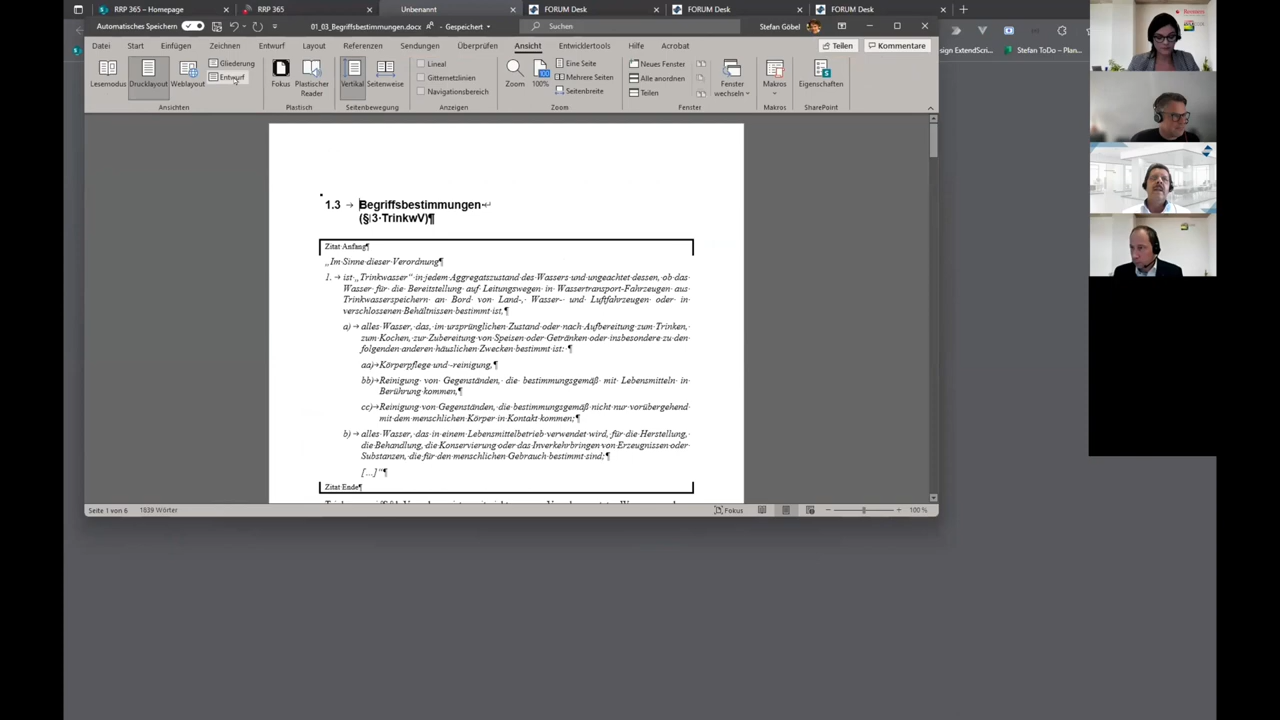 RRP 365 – Homepage
RRP 365
Unbenannt
FORUM Desk
FORUM Desk
FORUM Desk
Automatisches Speichern
01_03_Begriffsbestimmungen.docx
Gespeichert
Suchen
Stefan Göbel
Datei Start Einfügen Zeichnen Entwurf Layout Referenzen Sendungen Überprüfen Ansicht Entwicklertools Hilfe Acrobat
Teilen
Kommentare
Stefan ToDo – Plan...
Lesemodus
Drucklayout
Weblayout
Gliederung
Entwurf
Ansichten
Fokus
Plastischer Reader
Plastisch
Vertikal
Seitenweise
Seitenbewegung
Lineal
Gitternetzlinien
Navigationsbereich
Anzeigen
Zoom
100%
Eine Seite
Mehrere Seiten
Seitenbreite
Zoom
Neues Fenster
Alle anordnen
Teilen
Fenster wechseln
Fenster
Makros
Makros
Eigenschaften
SharePoint
1.3 → Begriffsbestimmungen·↵
(§·3·TrinkwV)¶
Zitat·Anfang¶
„Im·Sinne·dieser·Verordnung¶
1. → ist·„Trinkwasser“·in·jedem·Aggregatszustand·des·Wassers·und·ungeachtet·dessen,·ob·das·
Wasser·für·die·Bereitstellung·auf·Leitungswegen·in·Wassertransport-Fahrzeugen·aus·
Trinkwasserspeichern·an·Bord·von·Land-,·Wasser-·und·Luftfahrzeugen·oder·in·
verschlossenen·Behältnissen·bestimmt·ist,¶
a) → alles·Wasser,·das,·im·ursprünglichen·Zustand·oder·nach·Aufbereitung·zum·Trinken,·
zum·Kochen,·zur·Zubereitung·von·Speisen·oder·Getränken·oder·insbesondere·zu·den·
folgenden·anderen·häuslichen·Zwecken·bestimmt·ist:·¶
aa)→Körperpflege·und·-reinigung,¶
bb)→Reinigung·von·Gegenständen,·die·bestimmungsgemäß·mit·Lebensmitteln·in·
Berührung·kommen,¶
cc)→Reinigung·von·Gegenständen,·die·bestimmungsgemäß·nicht·nur·vorübergehend·
mit·dem·menschlichen·Körper·in·Kontakt·kommen;¶
b) → alles·Wasser,·das·in·einem·Lebensmittelbetrieb·verwendet·wird,·für·die·Herstellung,·
die·Behandlung,·die·Konservierung·oder·das·Inverkehrbringen·von·Erzeugnissen·oder·
Substanzen,·die·für·den·menschlichen·Gebrauch·bestimmt·sind;¶
[…]“¶
Zitat·Ende¶
Seite 1 von 6
1839 Wörter
Fokus
100 %